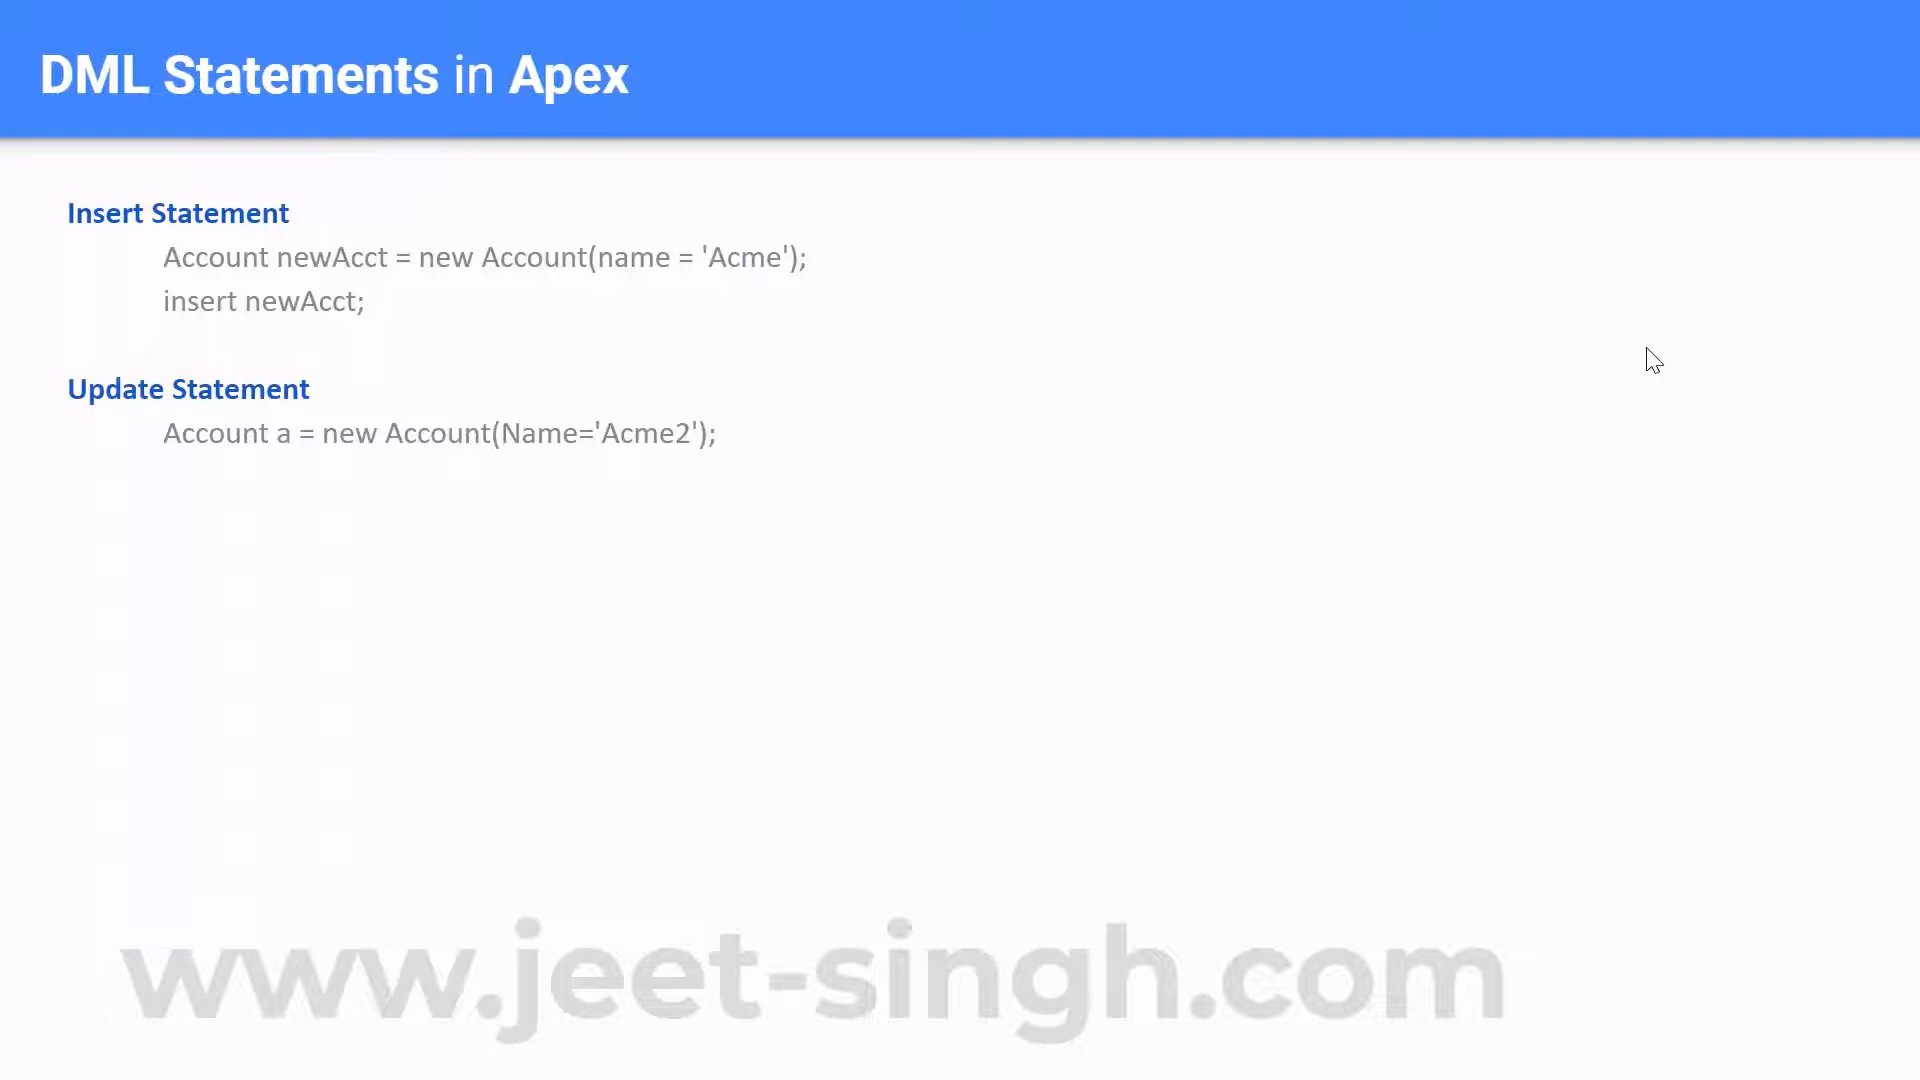 DML Statements in Apex
Insert Statement
Account newAcct = new Account(name = 'Acme');
insert newAcct;
Update Statement
Account a = new Account(Name='Acme2');
www.jeet-singh.com